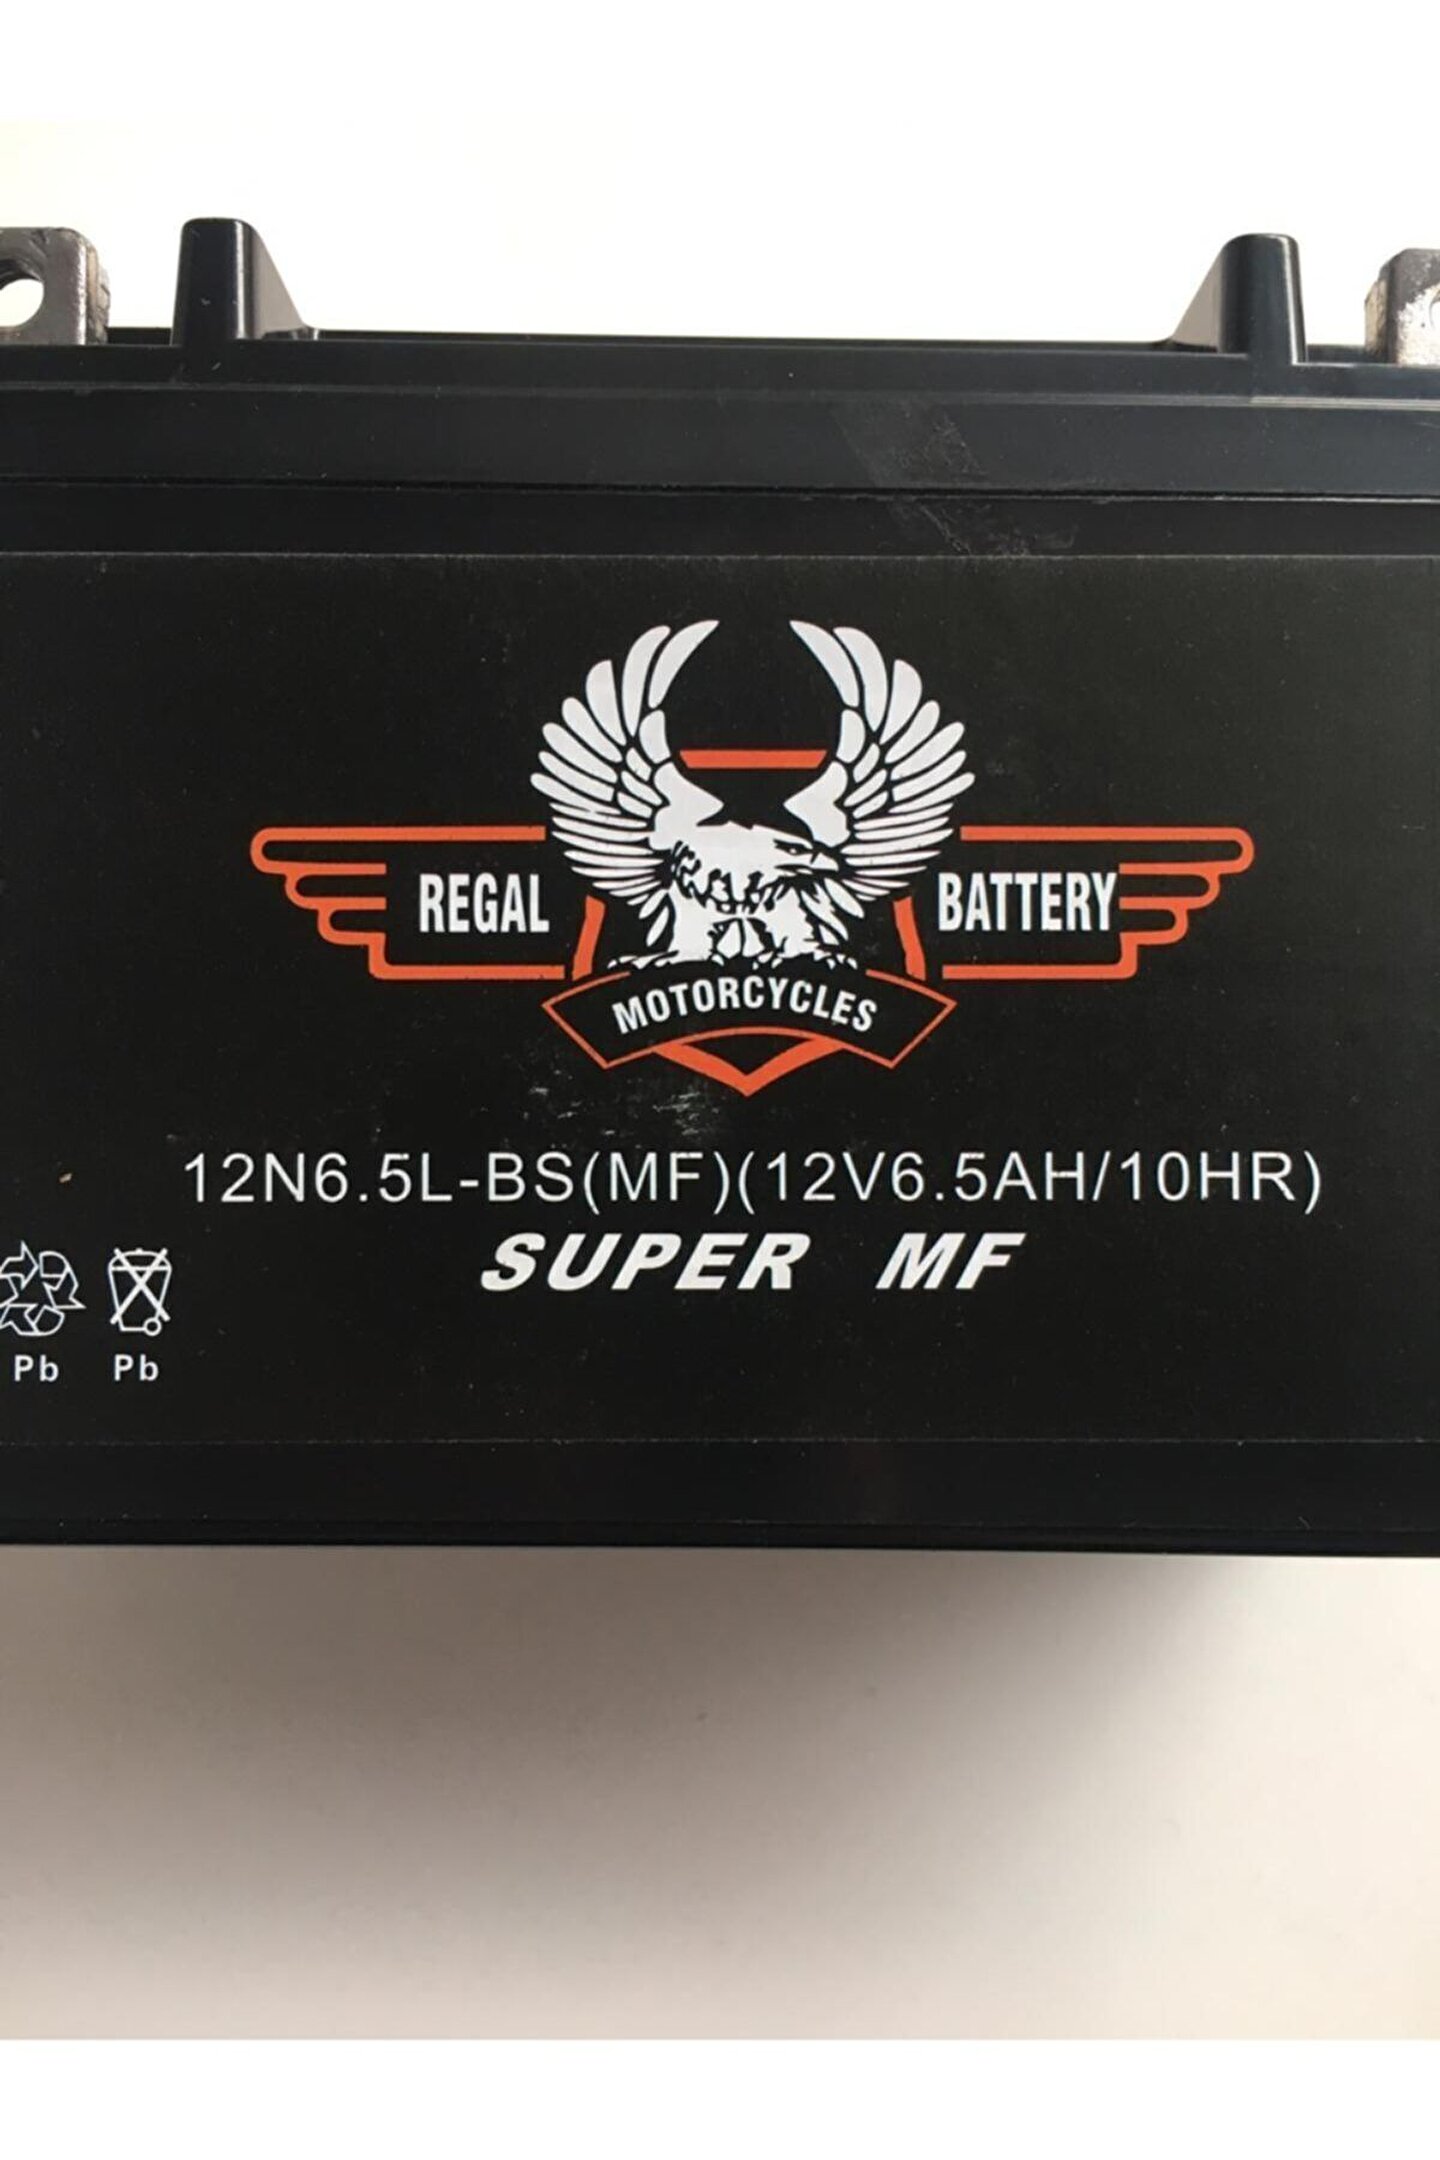 REGAL BATTERY
MOTORCYCLES
12N6.5L-BS(MF)(12V6.5AH/10HR)
SUPER MF
Pb Pb